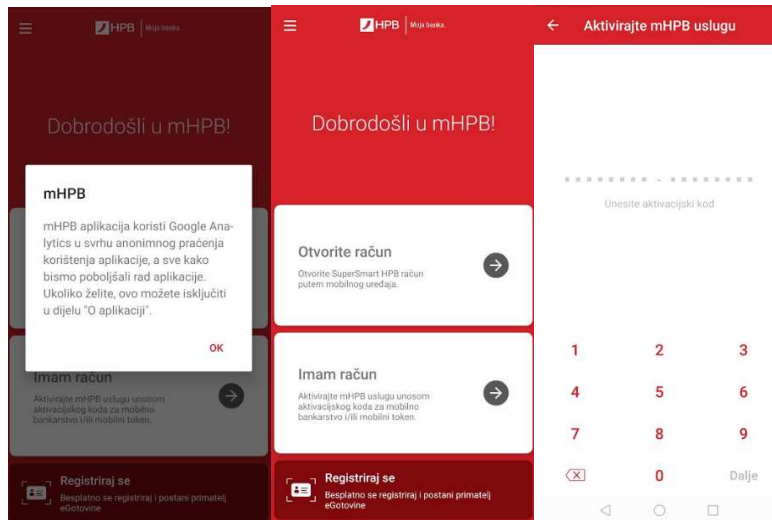 HPB Moja banka.
Dobrodošli u mHPB!
mHPB
mHPB aplikacija koristi Google Ana-
lytics u svrhu anonimnog praćenja
korištenja aplikacije, a sve kako
bismo poboljšali rad aplikacije.
Ukoliko želite, ovo možete isključiti
u dijelu "O aplikaciji".
OK
Imam račun
Aktivirajte mHPB uslugu unosom
aktivacijskog koda za mobilno
bankarstvo i/ili mobilni token.
Registriraj se
Besplatno se registriraj i postani primatelj
eGotovine
HPB Moja banka.
Dobrodošli u mHPB!
Otvorite račun
Otvorite SuperSmart HPB račun
putem mobilnog uređaja.
Imam račun
Aktivirajte mHPB uslugu unosom
aktivacijskog koda za mobilno
bankarstvo i/ili mobilni token.
Registriraj se
Besplatno se registriraj i postani primatelj
eGotovine
Aktivirajte mHPB uslugu
Unesite aktivacijski kod
1 2 3
4 5 6
7 8 9
0 Dalje